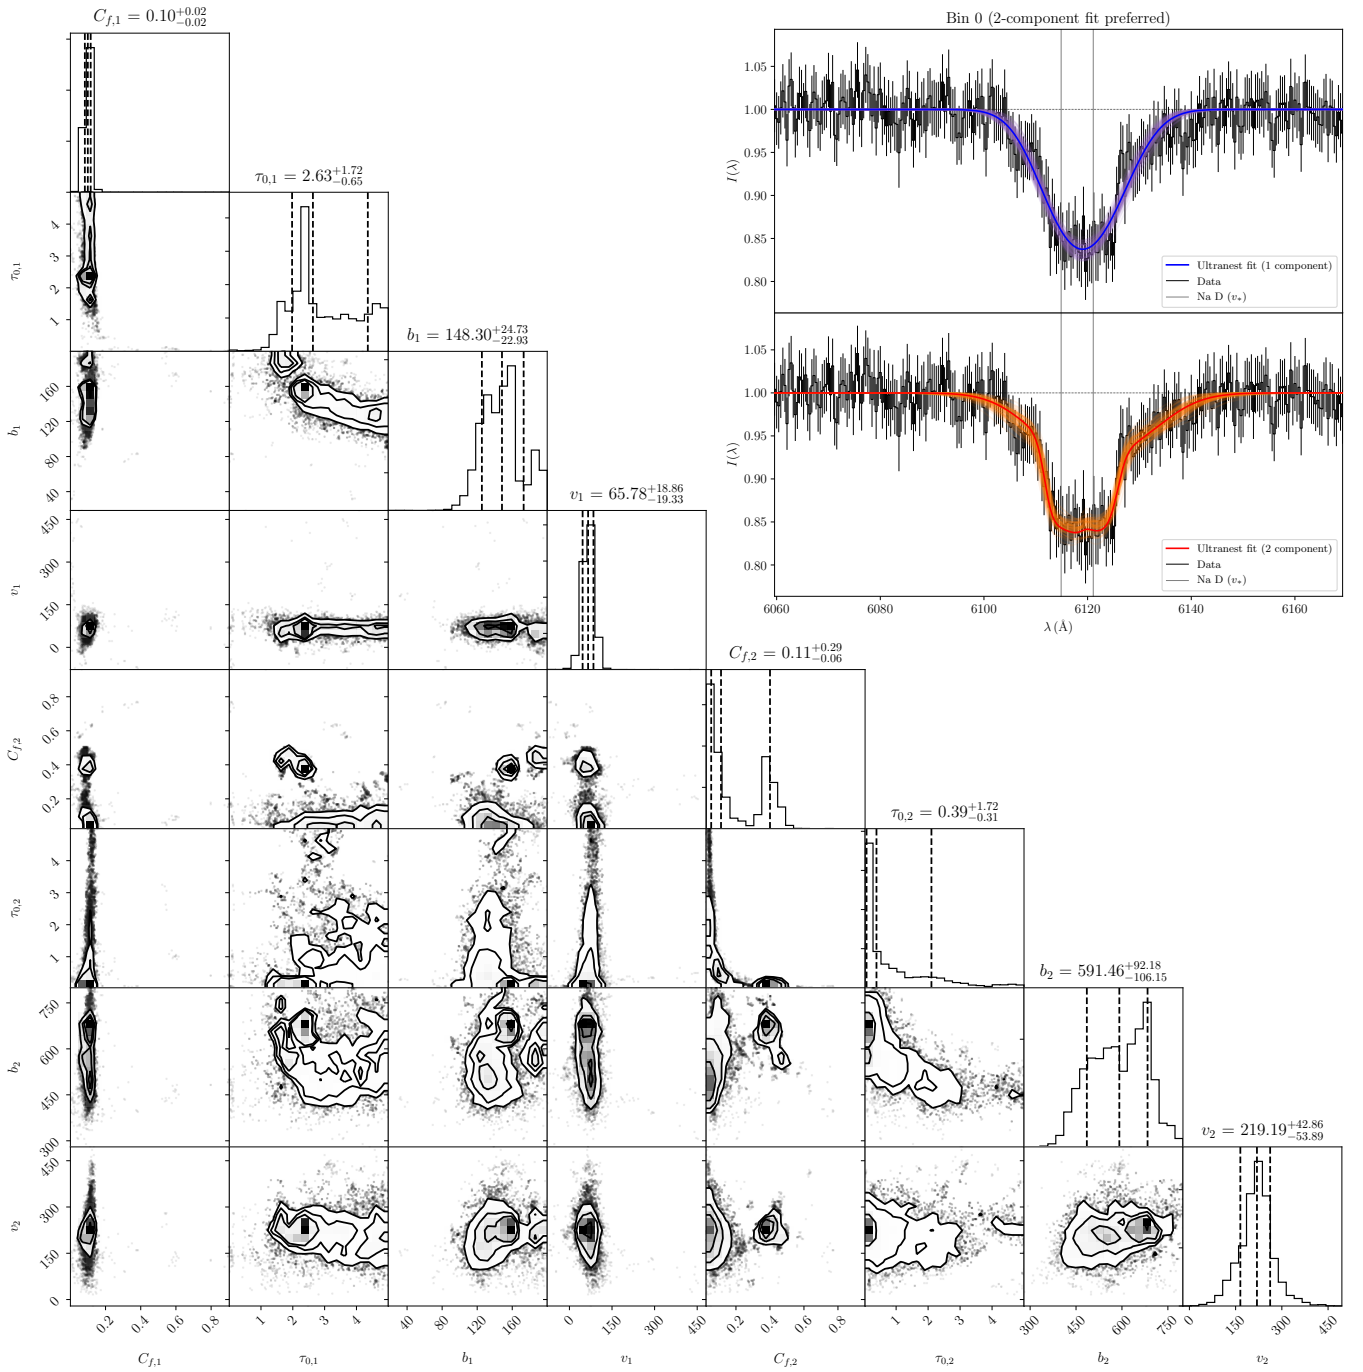 C_{f,1} = 0.10^{+0.02}_{-0.02}
Bin 0 (2-component fit preferred)
1.05
1.00
0.95
0.90
0.85
0.80
I(λ)
Ultranest fit (1 component)
Data
Na D (v_*)
1.05
1.00
0.95
0.90
0.85
0.80
I(λ)
Ultranest fit (2 component)
Data
Na D (v_*)
6060 6080 6100 6120 6140 6160
λ (Å)
τ_{0,1} = 2.63^{+1.72}_{-0.65}
4
3
2
1
τ_{0,1}
b_1 = 148.30^{+24.73}_{-22.93}
160
120
80
40
b_1
v_1 = 65.78^{+18.86}_{-19.33}
450
300
150
0
v_1
C_{f,2} = 0.11^{+0.29}_{-0.06}
0.8
0.6
0.4
0.2
C_{f,2}
τ_{0,2} = 0.39^{+1.72}_{-0.31}
4
3
2
1
τ_{0,2}
b_2 = 591.46^{+92.18}_{-106.15}
750
600
450
300
b_2
v_2 = 219.19^{+42.86}_{-53.89}
450
300
150
0
v_2
0.2 0.4 0.6 0.8
1 2 3 4
40 80 120 160
0 150 300 450
0.2 0.4 0.6 0.8
1 2 3 4
300 450 600 750
0 150 300 450
C_{f,1} τ_{0,1} b_1 v_1 C_{f,2} τ_{0,2} b_2 v_2